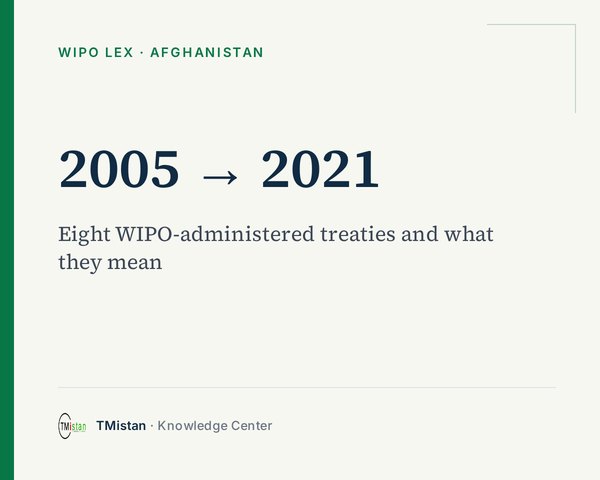 WIPO LEX · AFGHANISTAN
2005 → 2021
Eight WIPO-administered treaties and what
they mean
TMistan
TMistan · Knowledge Center